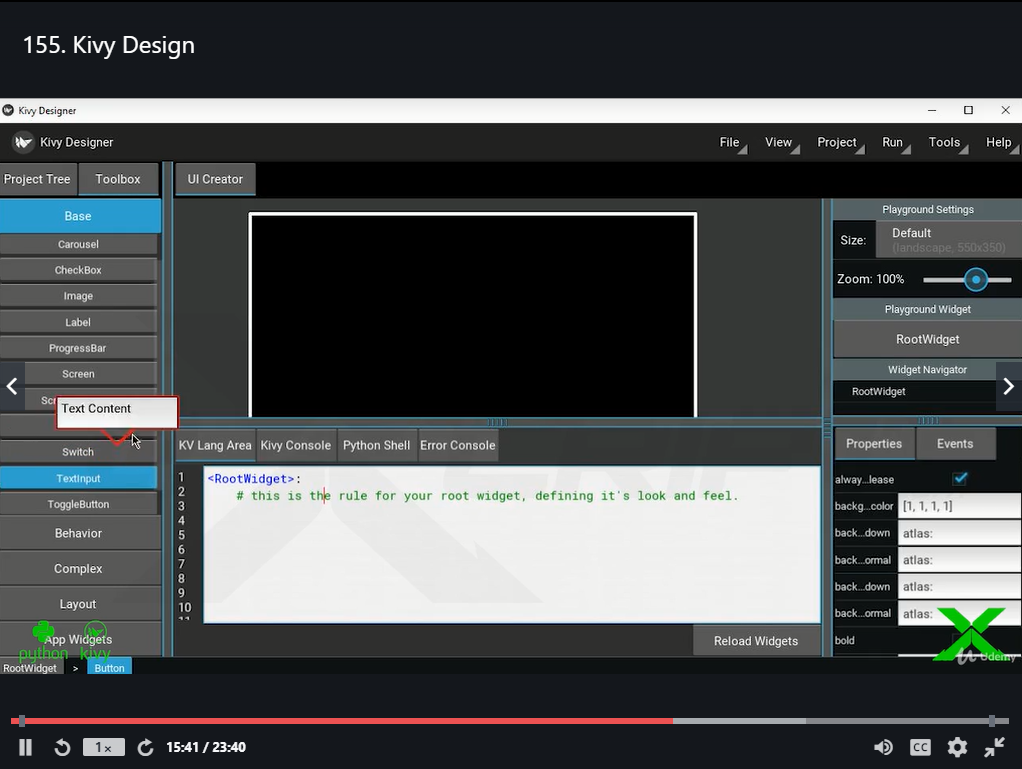 155. Kivy Design
Kivy Designer
Kivy Designer
File
View
Project
Run
Tools
Help
Project Tree
Toolbox
UI Creator
Base
Carousel
CheckBox
Image
Label
ProgressBar
Screen
Text Content
Switch
TextInput
ToggleButton
Behavior
Complex
Layout
App Widgets
python kivy
RootWidget > Button
Playground Settings
Size:
Default
(landscape, 550x350)
Zoom: 100%
Playground Widget
RootWidget
Widget Navigator
RootWidget
KV Lang Area
Kivy Console
Python Shell
Error Console
1 <RootWidget>:
2 # this is the rule for your root widget, defining it's look and feel.
3
4
5
6
7
8
9
10
11
Reload Widgets
Properties
Events
alway...lease
backg...color [1, 1, 1, 1]
back...down atlas:
back...ormal atlas:
back...down atlas:
back...ormal atlas:
bold
Udemy
1×
15:41 / 23:40
CC